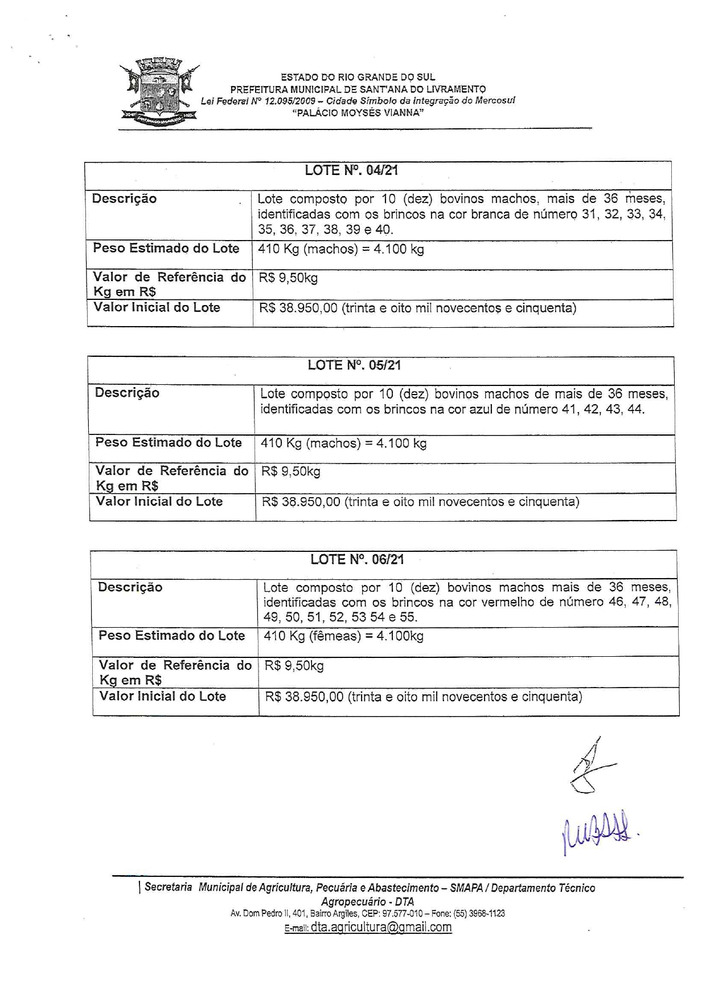 ESTADO DO RIO GRANDE DO SUL
PREFEITURA MUNICIPAL DE SANT'ANA DO LIVRAMENTO
Lei Federal Nº 12.095/2009 – Cidade Símbolo da Integração do Mercosul
“PALÁCIO MOYSÉS VIANNA”
LOTE Nº. 04/21
Descrição
Lote composto por 10 (dez) bovinos machos, mais de 36 meses,
identificadas com os brincos na cor branca de número 31, 32, 33, 34,
35, 36, 37, 38, 39 e 40.
Peso Estimado do Lote
410 Kg (machos) = 4.100 kg
Valor de Referência do
Kg em R$
R$ 9,50kg
Valor Inicial do Lote
R$ 38.950,00 (trinta e oito mil novecentos e cinquenta)
LOTE Nº. 05/21
Descrição
Lote composto por 10 (dez) bovinos machos de mais de 36 meses,
identificadas com os brincos na cor azul de número 41, 42, 43, 44.
Peso Estimado do Lote
410 Kg (machos) = 4.100 kg
Valor de Referência do
Kg em R$
R$ 9,50kg
Valor Inicial do Lote
R$ 38.950,00 (trinta e oito mil novecentos e cinquenta)
LOTE Nº. 06/21
Descrição
Lote composto por 10 (dez) bovinos machos mais de 36 meses,
identificadas com os brincos na cor vermelho de número 46, 47, 48,
49, 50, 51, 52, 53 54 e 55.
Peso Estimado do Lote
410 Kg (fêmeas) = 4.100kg
Valor de Referência do
Kg em R$
R$ 9,50kg
Valor Inicial do Lote
R$ 38.950,00 (trinta e oito mil novecentos e cinquenta)
| Secretaria Municipal de Agricultura, Pecuária e Abastecimento – SMAPA / Departamento Técnico
Agropecuário - DTA
Av. Dom Pedro II, 401, Bairro Argiles, CEP: 97.577-010 – Fone: (55) 3968-1123
E-mail: dta.agricultura@gmail.com